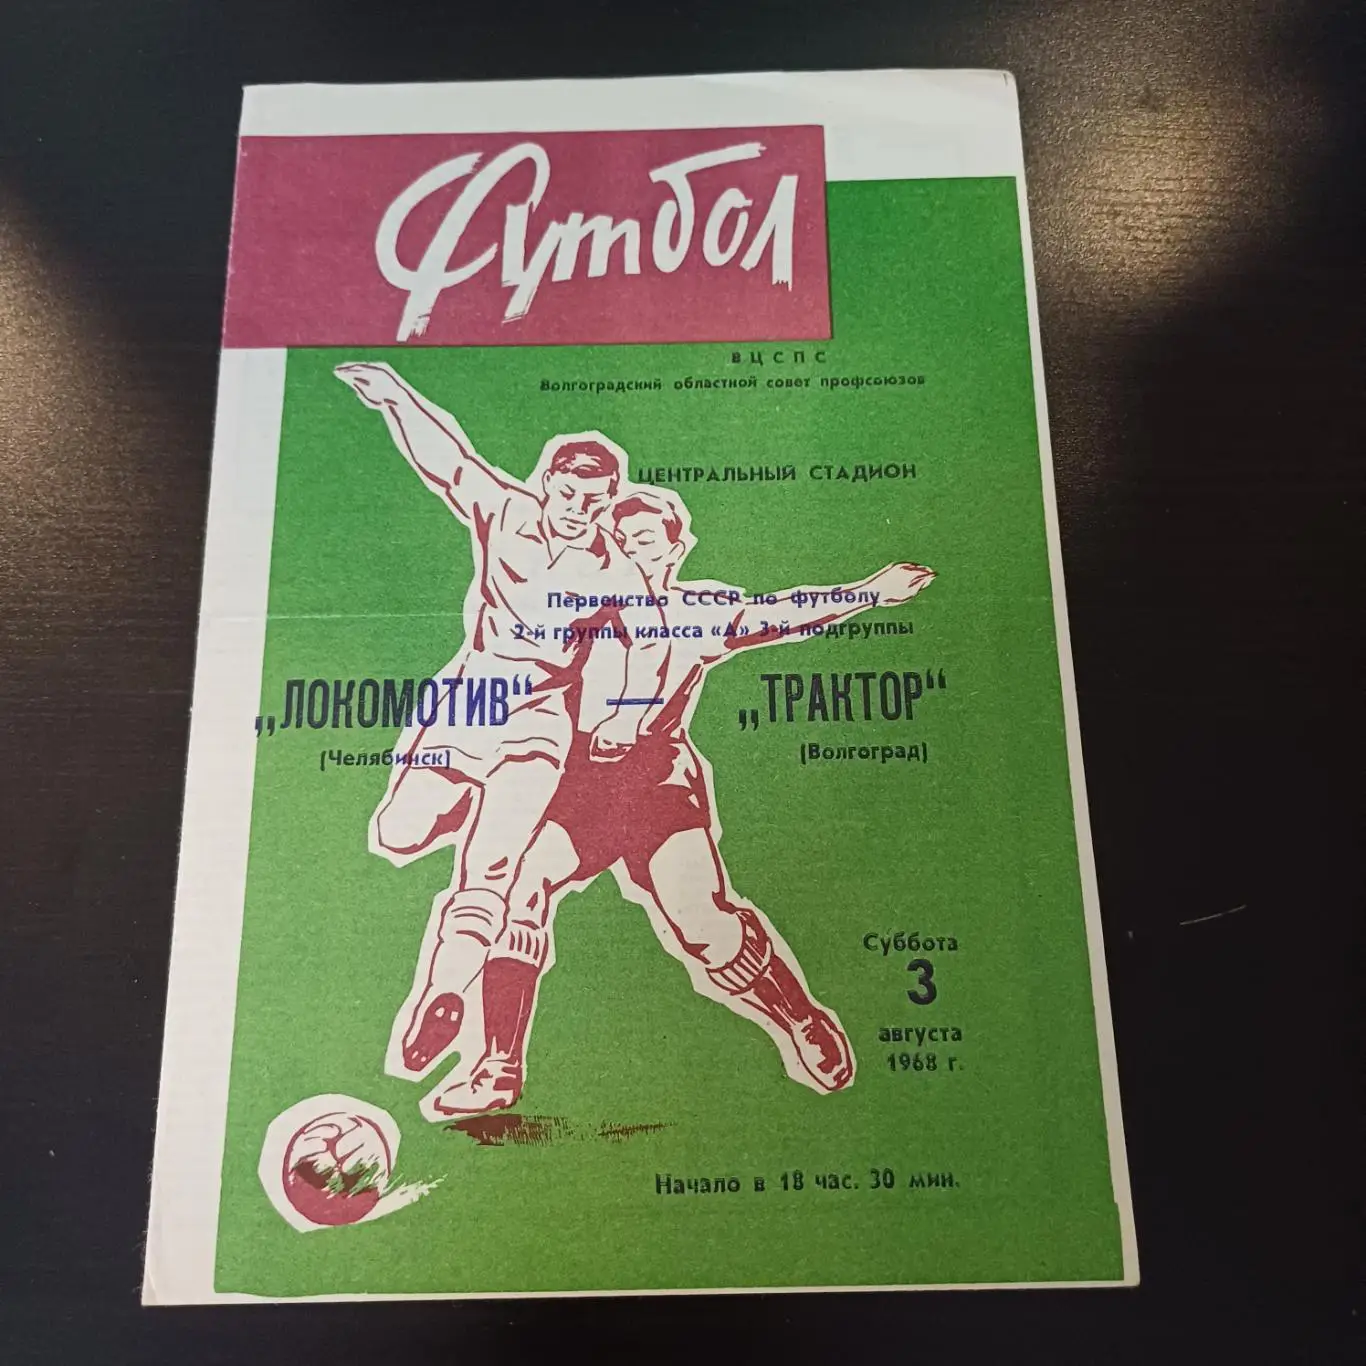 Футбол
ВЦСПС
Волгоградский областной совет профсоюзов
ЦЕНТРАЛЬНЫЙ СТАДИОН
Первенство СССР по футболу
2-й группы класса «А» 3-й подгруппы
„ЛОКОМОТИВ“ — „ТРАКТОР“
(Челябинск) (Волгоград)
Суббота
3
августа
1968 г.
Начало в 18 час. 30 мин.